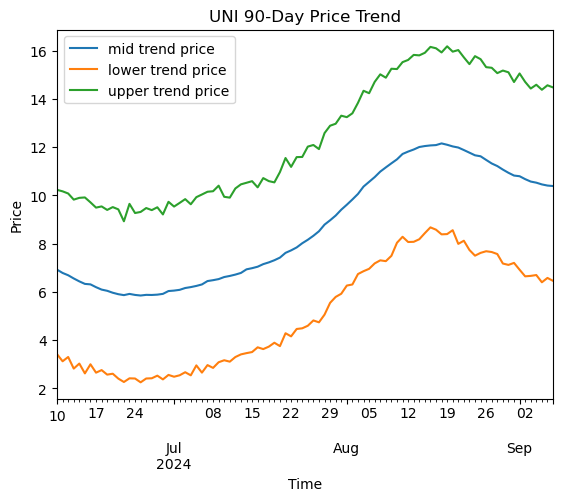 UNI 90-Day Price Trend
mid trend price
lower trend price
upper trend price
Price
16
14
12
10
8
6
4
2
10 17 24 08 15 22 29 05 12 19 26 02
Jul Aug Sep
2024
Time